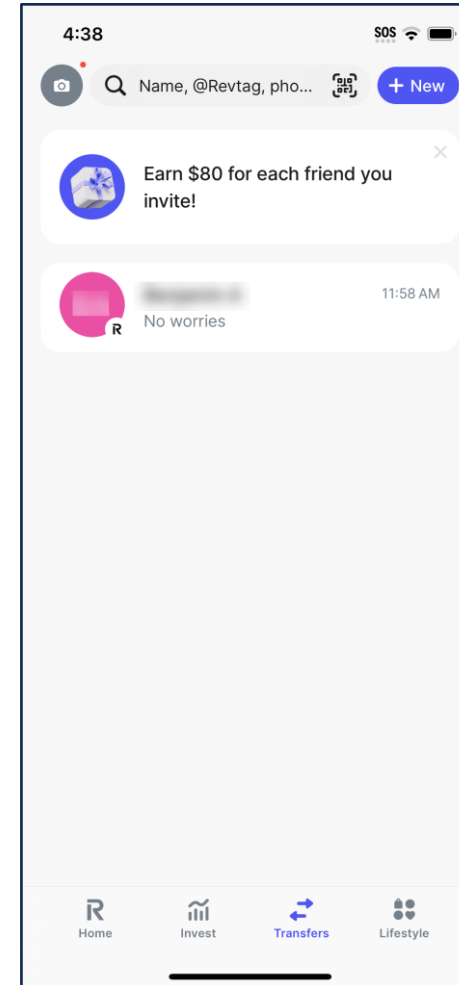 4:38
SOS
Name, @Revtag, pho...
+ New
Earn $80 for each friend you
invite!
11:58 AM
No worries
R
R
Home
Invest
Transfers
Lifestyle